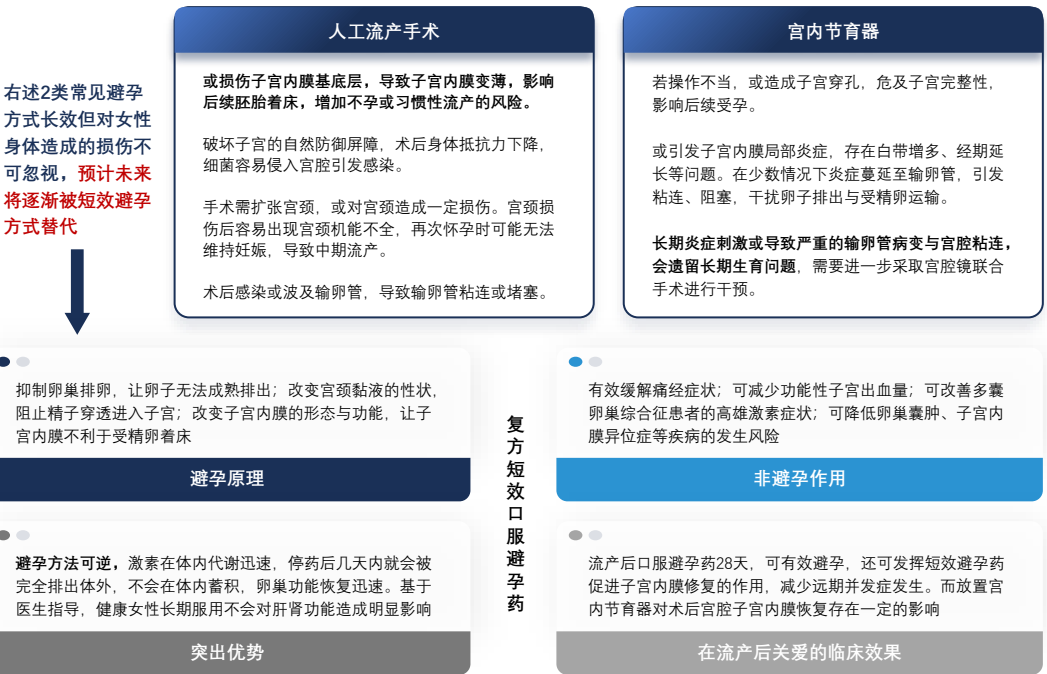 右述2类常见避孕
方式长效但对女性
身体造成的损伤不
可忽视，预计未来
将逐渐被短效避孕
方式替代
人工流产手术
或损伤子宫内膜基底层，导致子宫内膜变薄，影响
后续胚胎着床，增加不孕或习惯性流产的风险。
破坏子宫的自然防御屏障，术后身体抵抗力下降，
细菌容易侵入宫腔引发感染。
手术需扩张宫颈，或对宫颈造成一定损伤。宫颈损
伤后容易出现宫颈机能不全，再次怀孕时可能无法
维持妊娠，导致中期流产。
术后感染或波及输卵管，导致输卵管粘连或堵塞。
宫内节育器
若操作不当，或造成子宫穿孔，危及子宫完整性，
影响后续受孕。
或引发子宫内膜局部炎症，存在白带增多、经期延
长等问题。在少数情况下炎症蔓延至输卵管，引发
粘连、阻塞，干扰卵子排出与受精卵运输。
长期炎症刺激或导致严重的输卵管病变与宫腔粘连，
会遗留长期生育问题，需要进一步采取宫腔镜联合
手术进行干预。
抑制卵巢排卵，让卵子无法成熟排出；改变宫颈黏液的性状，
阻止精子穿透进入子宫；改变子宫内膜的形态与功能，让子
宫内膜不利于受精卵着床
避孕原理
复方短效口服避孕药
有效缓解痛经症状；可减少功能性子宫出血量；可改善多囊
卵巢综合征患者的高雄激素症状；可降低卵巢囊肿、子宫内
膜异位症等疾病的发生风险
非避孕作用
避孕方法可逆，激素在体内代谢迅速，停药后几天内就会被
完全排出体外，不会在体内蓄积，卵巢功能恢复迅速。基于
医生指导，健康女性长期服用不会对肝肾功能造成明显影响
突出优势
流产后口服避孕药28天，可有效避孕，还可发挥短效避孕药
促进子宫内膜修复的作用，减少远期并发症发生。而放置宫
内节育器对术后宫腔子宫内膜恢复存在一定的影响
在流产后关爱的临床效果